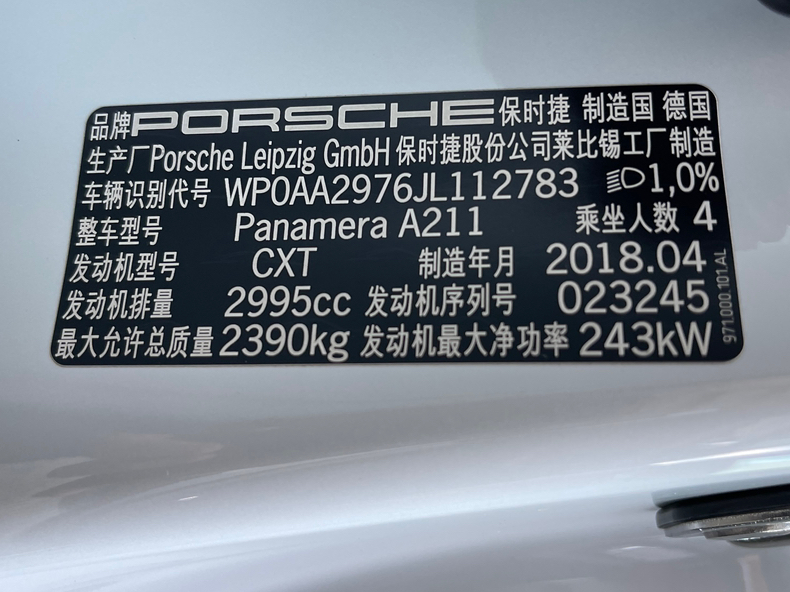 品牌PORSCHE保时捷 制造国 德国
生产厂Porsche Leipzig GmbH保时捷股份公司莱比锡工厂制造
车辆识别代号 WP0AA2976JL112783 1,0%
整车型号 Panamera A211 乘坐人数 4
发动机型号 CXT 制造年月 2018.04
发动机排量 2995cc 发动机序列号 023245
最大允许总质量2390kg 发动机最大净功率 243kW
971.000.101.AL